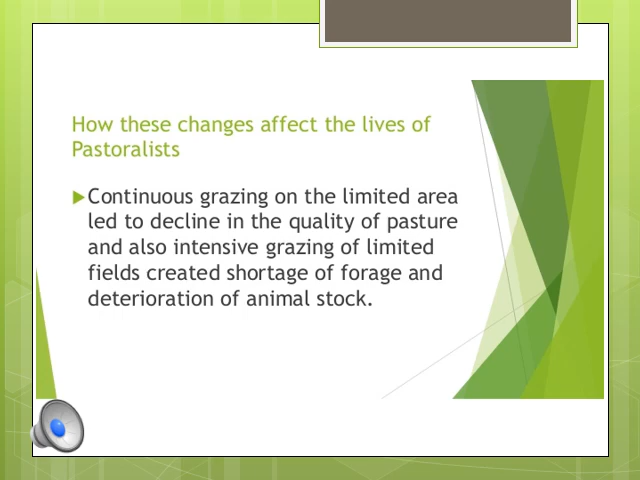 How these changes affect the lives of
Pastoralists
Continuous grazing on the limited area
led to decline in the quality of pasture
and also intensive grazing of limited
fields created shortage of forage and
deterioration of animal stock.